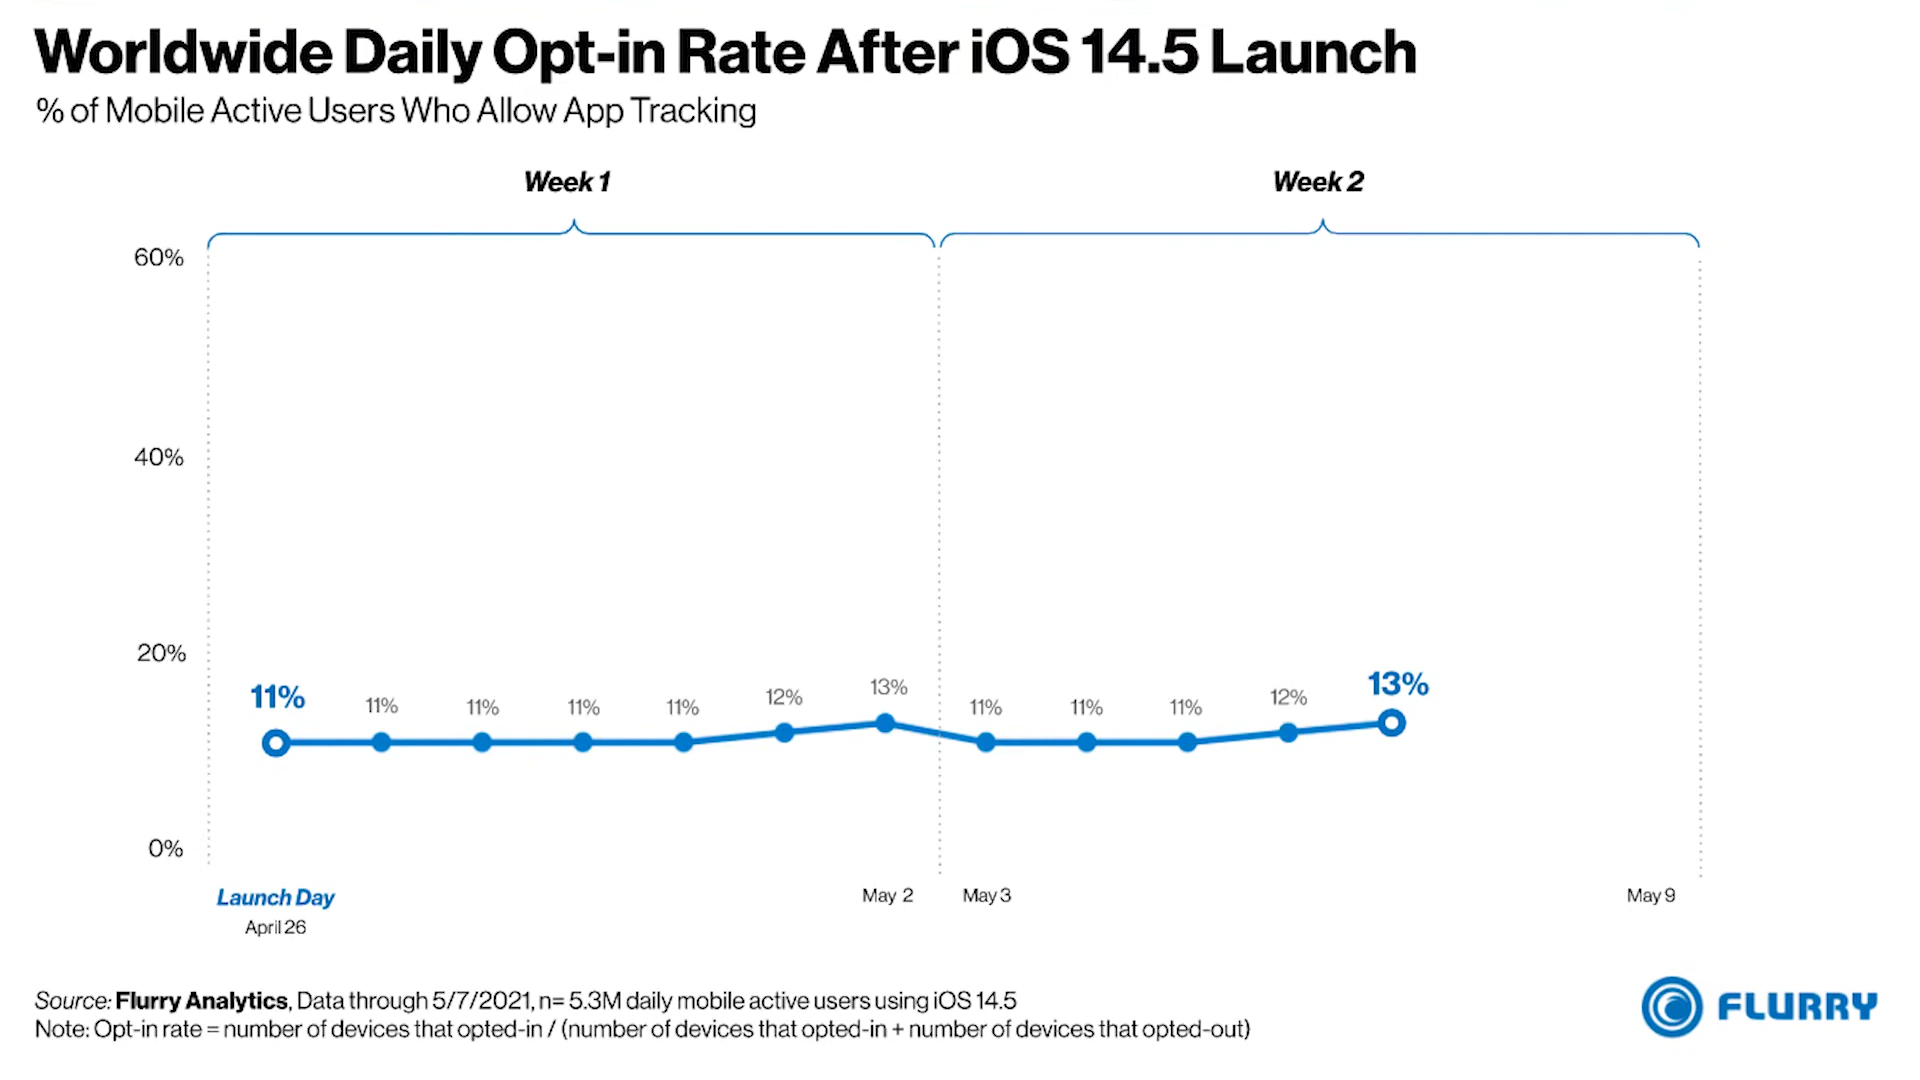 Worldwide Daily Opt-in Rate After iOS 14.5 Launch
% of Mobile Active Users Who Allow App Tracking
Week 1
Week 2
60%
40%
20%
0%
11%
11%
11%
11%
11%
12%
13%
11%
11%
11%
12%
13%
Launch Day
April 26
May 2
May 3
May 9
Source: Flurry Analytics, Data through 5/7/2021, n= 5.3M daily mobile active users using iOS 14.5
Note: Opt-in rate = number of devices that opted-in / (number of devices that opted-in + number of devices that opted-out)
FLURRY